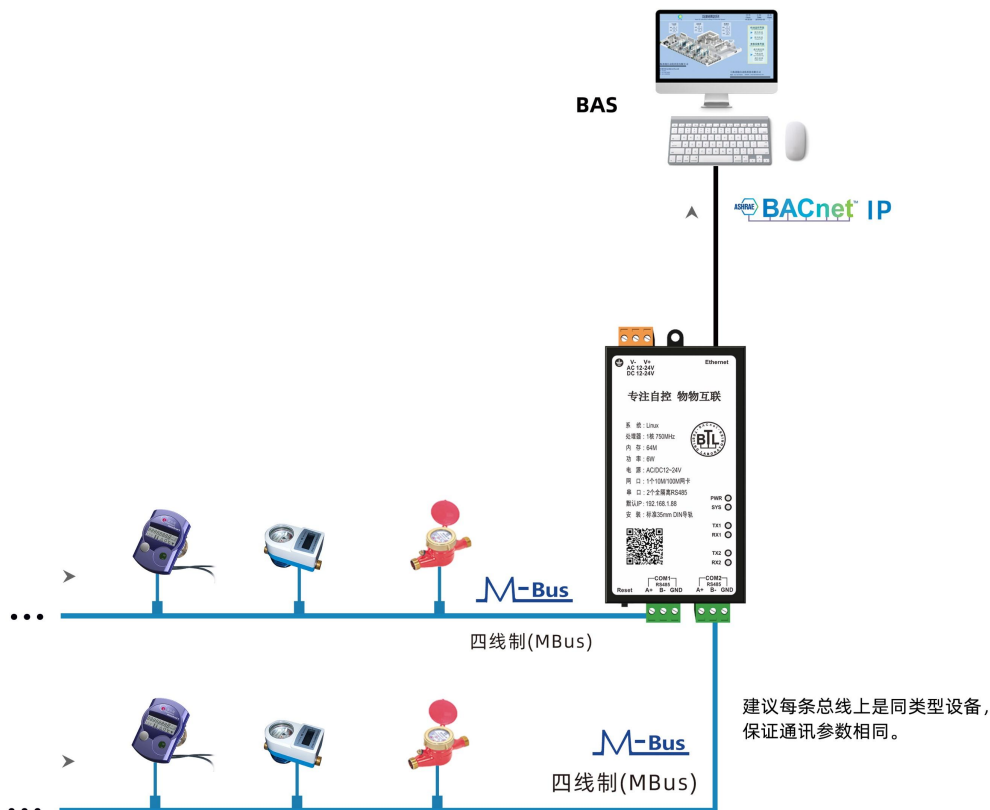 BAS
ASHRAE BACnet™ IP
V- V+
AC 12-24V
DC 12-24V
Ethernet
专注自控 物物互联
系 统 : Linux
处理器 : 1核 750MHz
内 存 : 64M
功 率 : 6W
电 源 : AC/DC12~24V
网 口 : 1个10M/100M网卡
串 口 : 2个全隔离RS485
默认IP : 192.168.1.88
安 装 : 标准35mm DIN导轨
BTL
PWR
SYS
TX1
RX1
TX2
RX2
COM1
RS485
Reset A+ B- GND
COM2
RS485
A+ B- GND
M-Bus
四线制(MBus)
建议每条总线上是同类型设备，
保证通讯参数相同。
M-Bus
四线制(MBus)